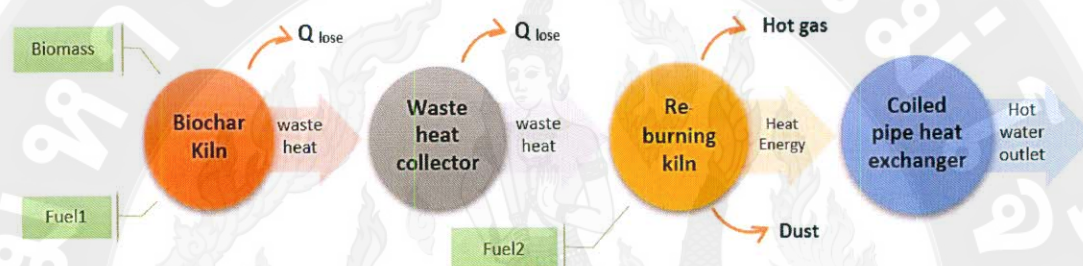 Biomass
Fuel1
Q lose
Biochar
Kiln
waste
heat
Q lose
Waste
heat
collector
waste
heat
Fuel2
Hot gas
Re-
burning
kiln
Dust
Heat
Energy
Coiled
pipe heat
exchanger
Hot
water
outlet